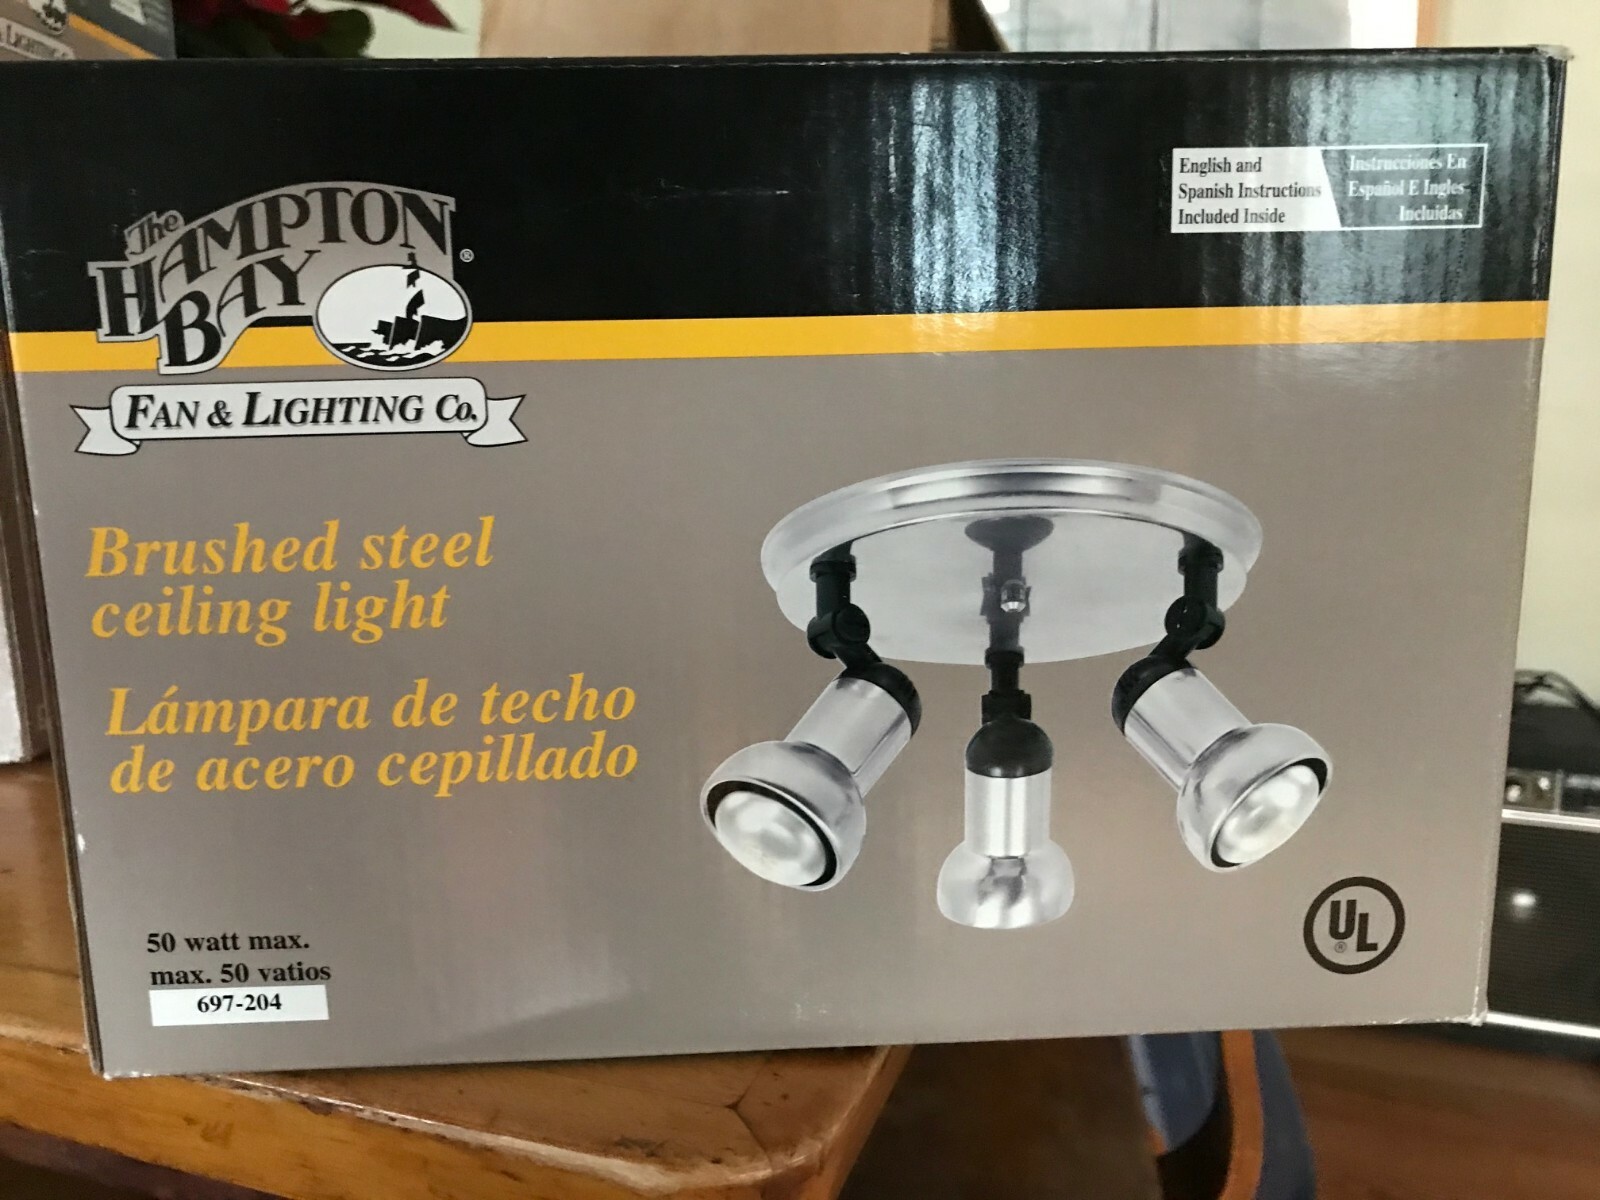 The
HAMPTON
BAY
®
FAN & LIGHTING Co.
English and
Spanish Instructions
Included Inside
Instrucciones En
Español E Ingles
Incluidas
Brushed steel
ceiling light
Lámpara de techo
de acero cepillado
50 watt max.
max. 50 vatios
697-204
UL
®